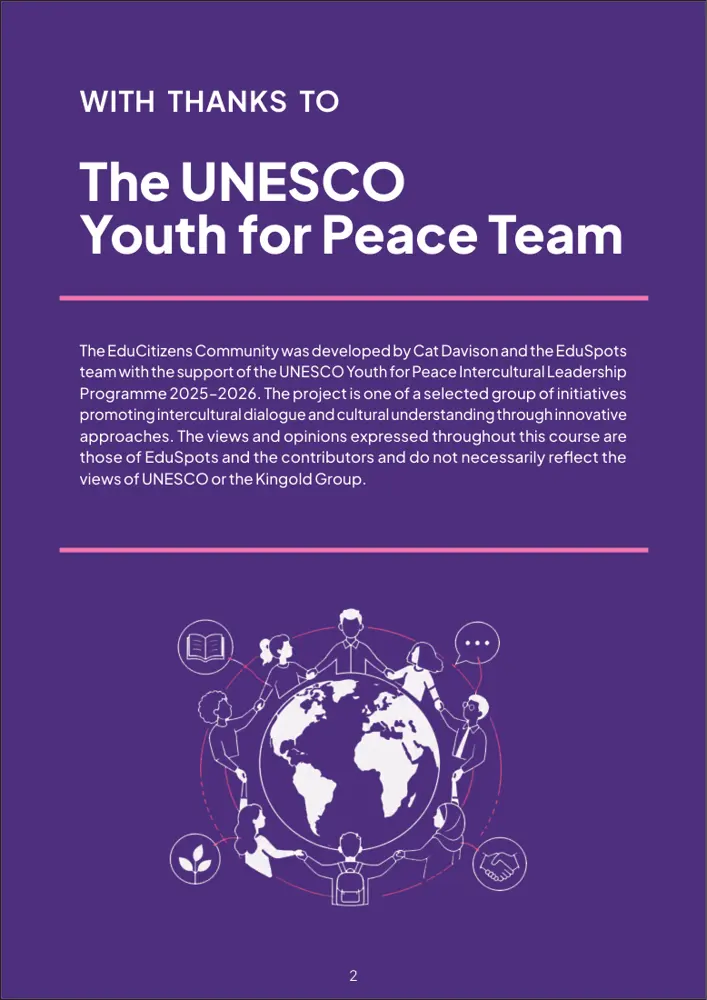 WITH THANKS TO
The UNESCO
Youth for Peace Team
The EduCitizens Community was developed by Cat Davison and the EduSpots
team with the support of the UNESCO Youth for Peace Intercultural Leadership
Programme 2025–2026. The project is one of a selected group of initiatives
promoting intercultural dialogue and cultural understanding through innovative
approaches. The views and opinions expressed throughout this course are
those of EduSpots and the contributors and do not necessarily reflect the
views of UNESCO or the Kingold Group.
2